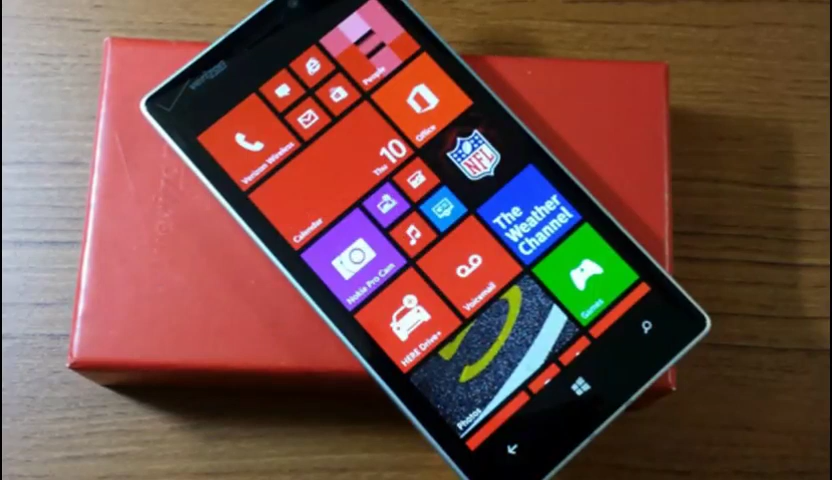 verizon
People
Verizon Wireless
Office
Thu 10
Calendar
NFL
The
Weather
Channel
Nokia Pro Cam
Voicemail
Games
HERE Drive+
Photos